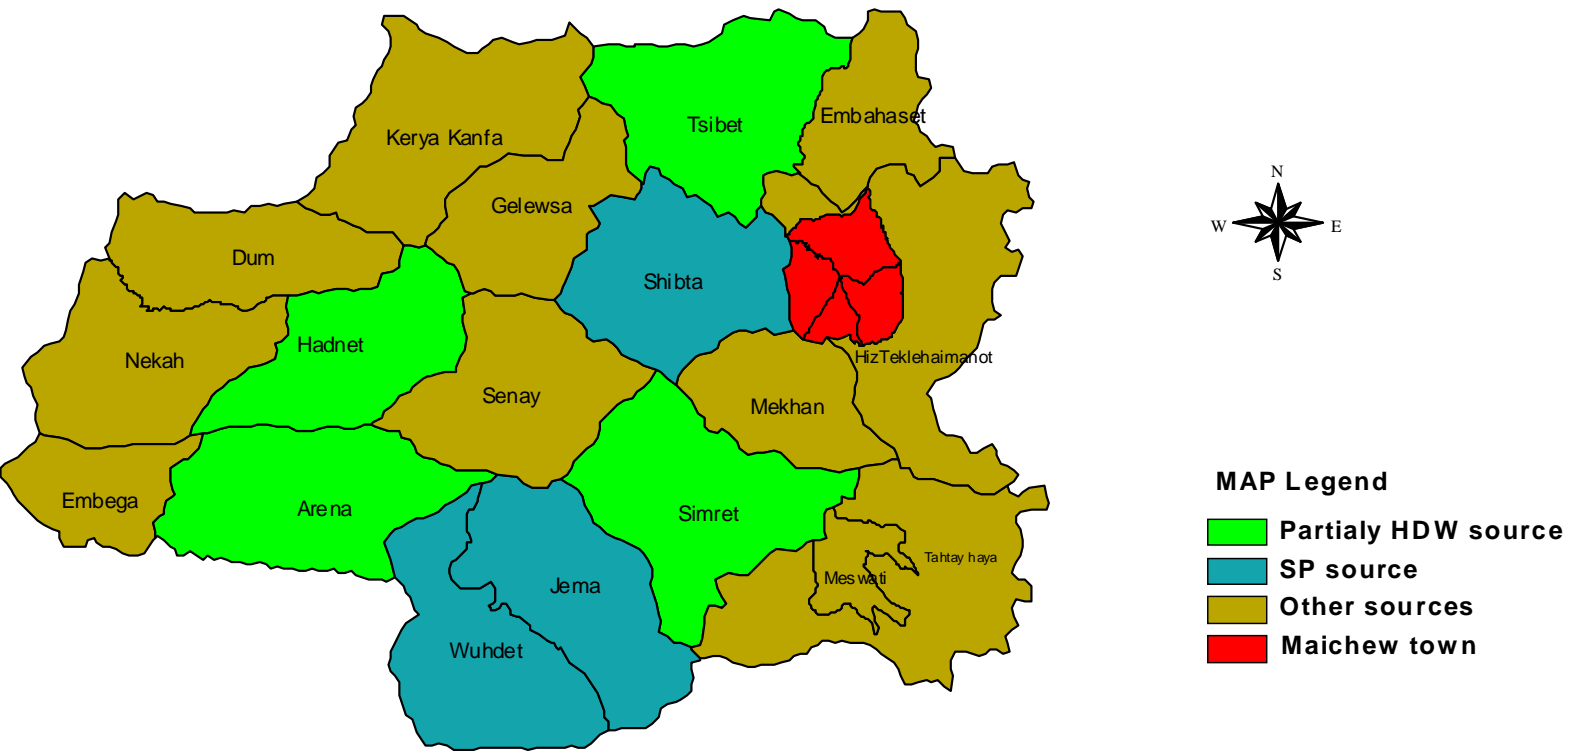 Kerya Kanfa
Tsibet
Embahaset
Gelewsa
Dum
Shibta
N
W
E
S
Hadnet
Nekah
HizTeklehaimanot
Senay
Mekhan
Embega
Arena
Simret
Tahtay haya
Meswati
Jema
Wuhdet
MAP Legend
Partialy HDW source
SP source
Other sources
Maichew town